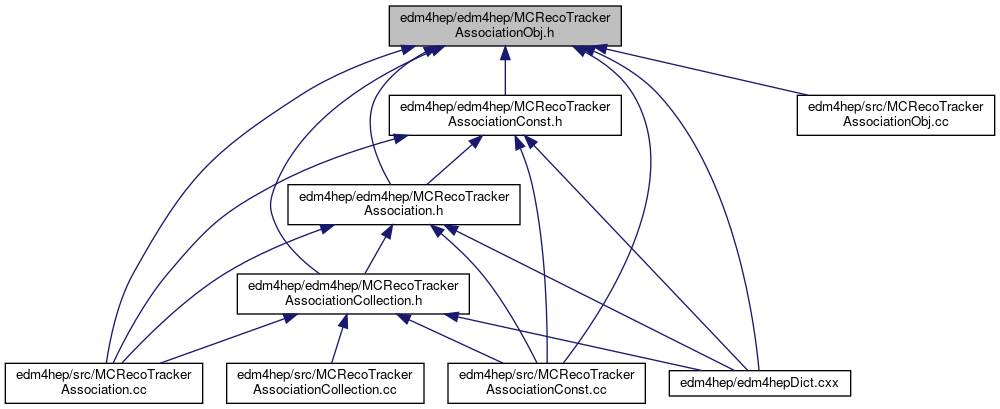 edm4hep/edm4hep/MCRecoTracker
AssociationObj.h
edm4hep/edm4hep/MCRecoTracker
AssociationConst.h
edm4hep/src/MCRecoTracker
AssociationObj.cc
edm4hep/edm4hep/MCRecoTracker
Association.h
edm4hep/edm4hep/MCRecoTracker
AssociationCollection.h
edm4hep/src/MCRecoTracker
Association.cc
edm4hep/src/MCRecoTracker
AssociationCollection.cc
edm4hep/src/MCRecoTracker
AssociationConst.cc
edm4hep/edm4hepDict.cxx